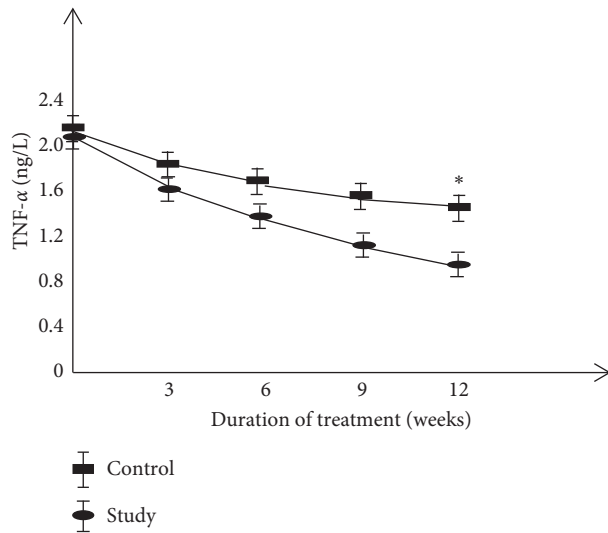 TNF-α (ng/L)
2.4
2.0
1.6
1.2
0.8
0.4
0
*
3 6 9 12
Duration of treatment (weeks)
Control
Study